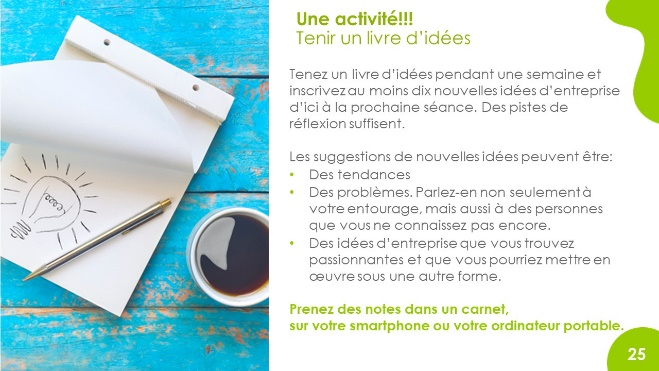 Une activité!!!
Tenir un livre d'idées
Tenez un livre d'idées pendant une semaine et
inscrivez au moins dix nouvelles idées d'entreprise
d'ici à la prochaine séance. Des pistes de
réflexion suffisent.
Les suggestions de nouvelles idées peuvent être:
• Des tendances
• Des problèmes. Parlez-en non seulement à
votre entourage, mais aussi à des personnes
que vous ne connaissez pas encore.
• Des idées d'entreprise que vous trouvez
passionnantes et que vous pourriez mettre en
œuvre sous une autre forme.
Prenez des notes dans un carnet,
sur votre smartphone ou votre ordinateur portable.
25